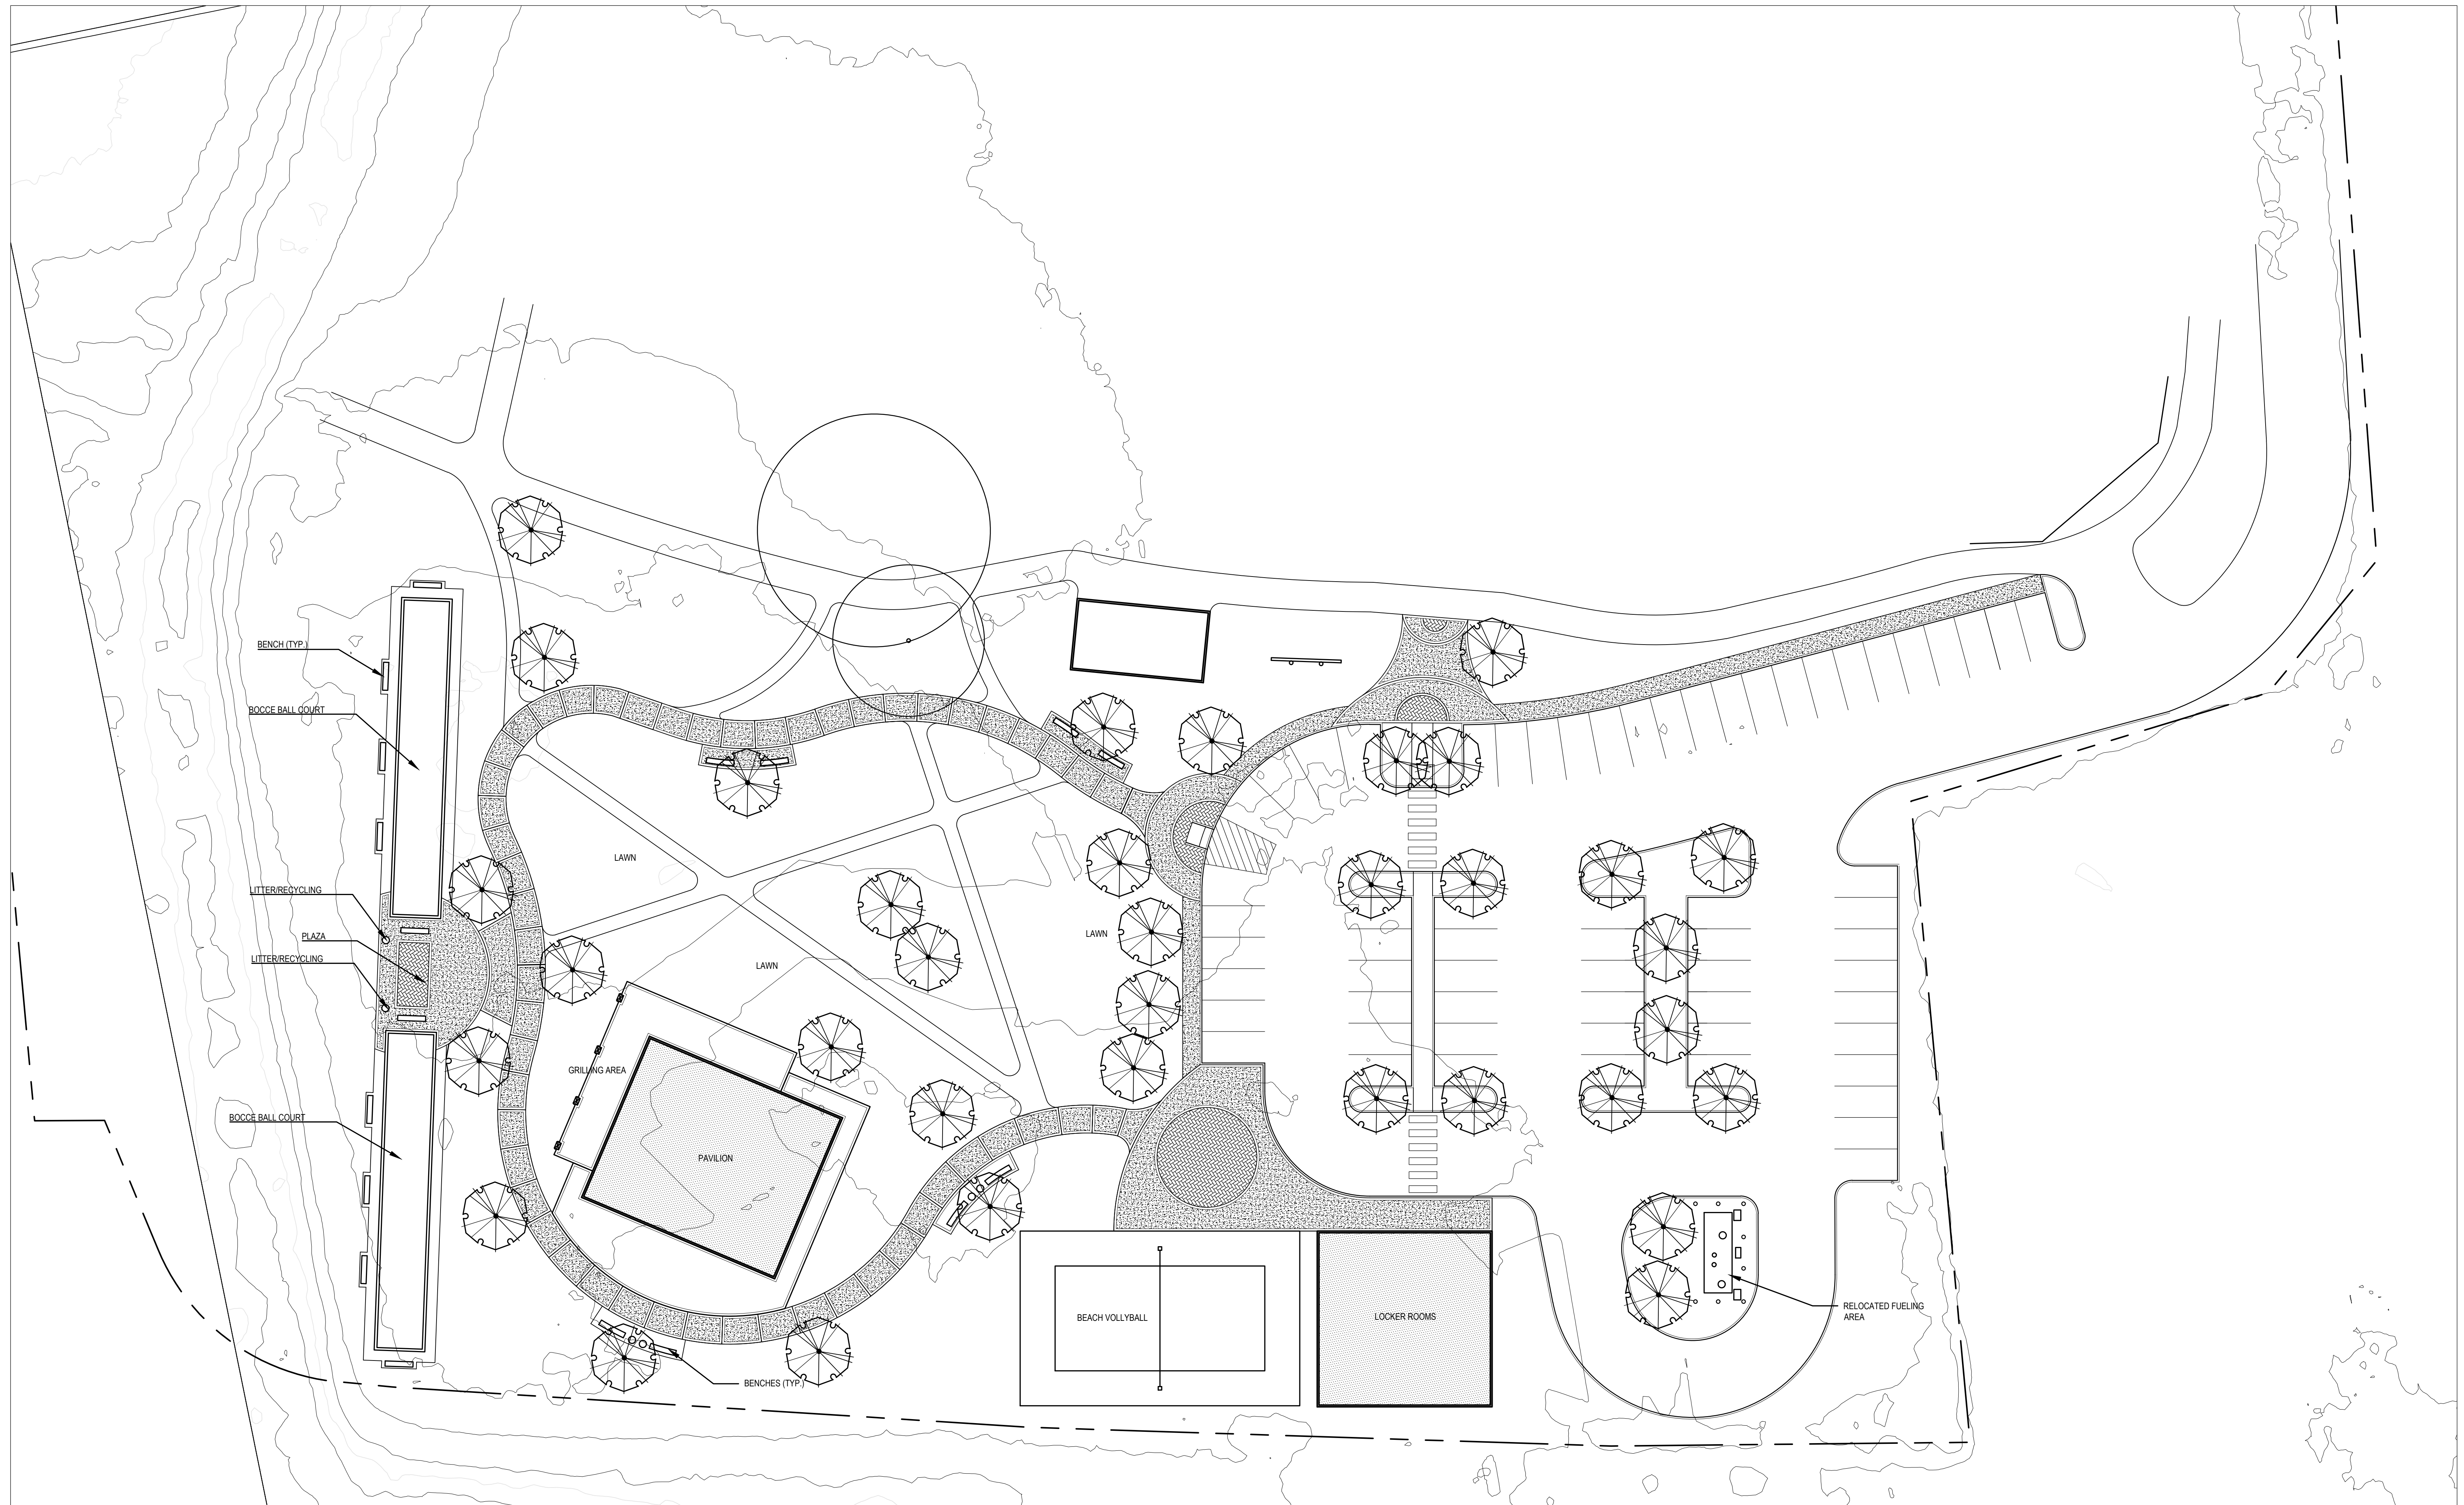 BENCH (TYP.)
BOCCE BALL COURT
LAWN
LITTER/RECYCLING
PLAZA
LITTER/RECYCLING
LAWN
LAWN
GRILLING AREA
BOCCE BALL COURT
PAVILION
BEACH VOLLYBALL
LOCKER ROOMS
RELOCATED FUELING
AREA
BENCHES (TYP.)